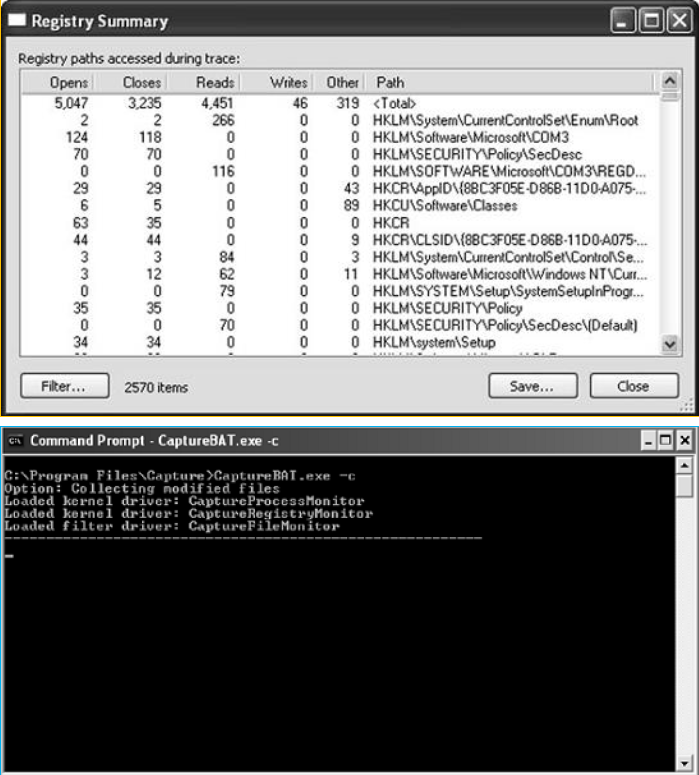 Registry Summary
Registry paths accessed during trace:
Opens Closes Reads Writes Other Path
5,047 3,235 4,451 46 319 <Total>
2 2 266 0 0 HKLM\System\CurrentControlSet\Enum\Root
124 118 0 0 0 HKLM\Software\Microsoft\COM3
70 70 0 0 0 HKLM\SECURITY\Policy\SecDesc
0 0 116 0 0 HKLM\SOFTWARE\Microsoft\COM3\REGD...
29 29 0 0 43 HKCR\AppID\{8BC3F05E-D86B-11D0-A075-...
6 5 0 0 89 HKCU\Software\Classes
63 35 0 0 0 HKCR
44 44 0 0 9 HKCR\CLSID\{8BC3F05E-D86B-11D0-A075-...
3 3 84 0 3 HKLM\System\CurrentControlSet\Control\Se...
3 12 62 0 11 HKLM\Software\Microsoft\Windows NT\Curr...
0 0 79 0 0 HKLM\SYSTEM\Setup\SystemSetupInProgr...
35 35 0 0 0 HKLM\SECURITY\Policy
0 0 70 0 0 HKLM\SECURITY\Policy\SecDesc\(Default)
34 34 0 0 0 HKLM\system\Setup
Filter... 2570 items Save... Close
Command Prompt - CaptureBAT.exe -c
C:\Program Files\Capture>CaptureBAT.exe -c
Option: Collecting modified files
Loaded kernel driver: CaptureProcessMonitor
Loaded kernel driver: CaptureRegistryMonitor
Loaded filter driver: CaptureFileMonitor
---------------------------------------------------------